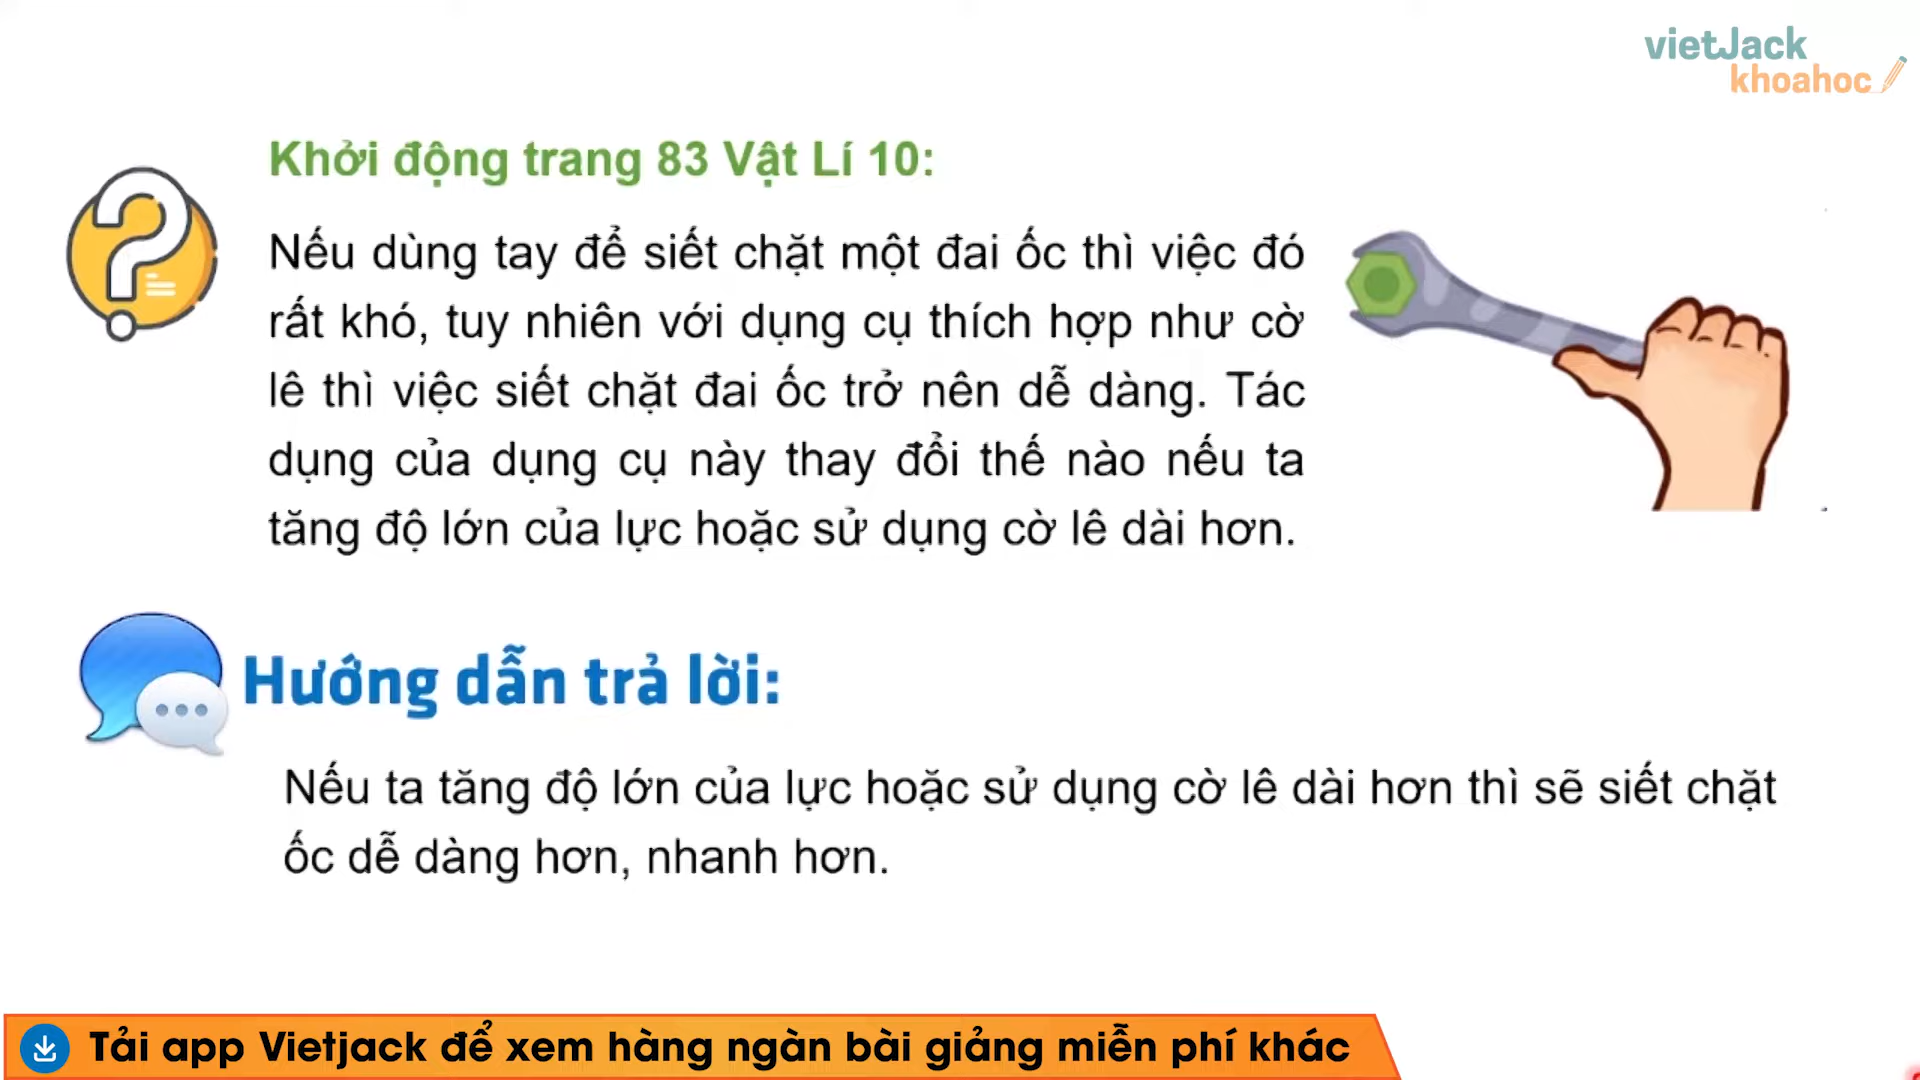 vietJack
khoahoc
Khởi động trang 83 Vật Lí 10:
Nếu dùng tay để siết chặt một đai ốc thì việc đó
rất khó, tuy nhiên với dụng cụ thích hợp như cờ
lê thì việc siết chặt đai ốc trở nên dễ dàng. Tác
dụng của dụng cụ này thay đổi thế nào nếu ta
tăng độ lớn của lực hoặc sử dụng cờ lê dài hơn.
Hướng dẫn trả lời:
Nếu ta tăng độ lớn của lực hoặc sử dụng cờ lê dài hơn thì sẽ siết chặt
ốc dễ dàng hơn, nhanh hơn.
Tải app Vietjack để xem hàng ngàn bài giảng miễn phí khác